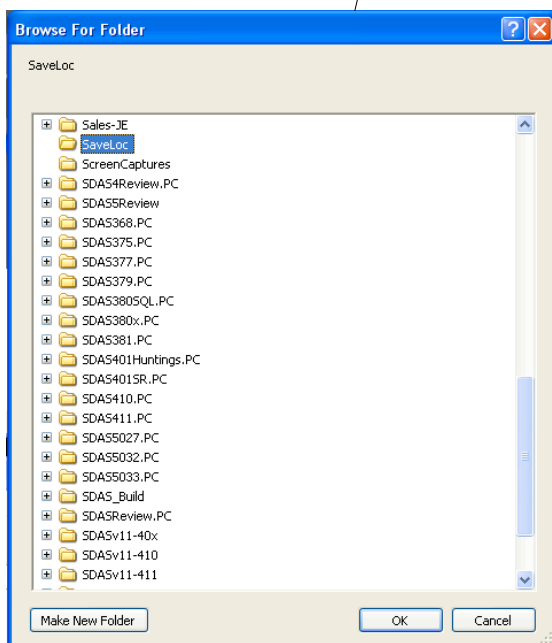 Browse For Folder
SaveLoc
Sales-JE
SaveLoc
ScreenCaptures
SDAS4Review.PC
SDAS5Review
SDAS368.PC
SDAS375.PC
SDAS377.PC
SDAS379.PC
SDAS380SQL.PC
SDAS380x.PC
SDAS381.PC
SDAS401Huntings.PC
SDAS401SR.PC
SDAS410.PC
SDAS411.PC
SDAS5027.PC
SDAS5032.PC
SDAS5033.PC
SDAS_Build
SDASReview.PC
SDASv11-40x
SDASv11-410
SDASv11-411
Make New Folder OK Cancel